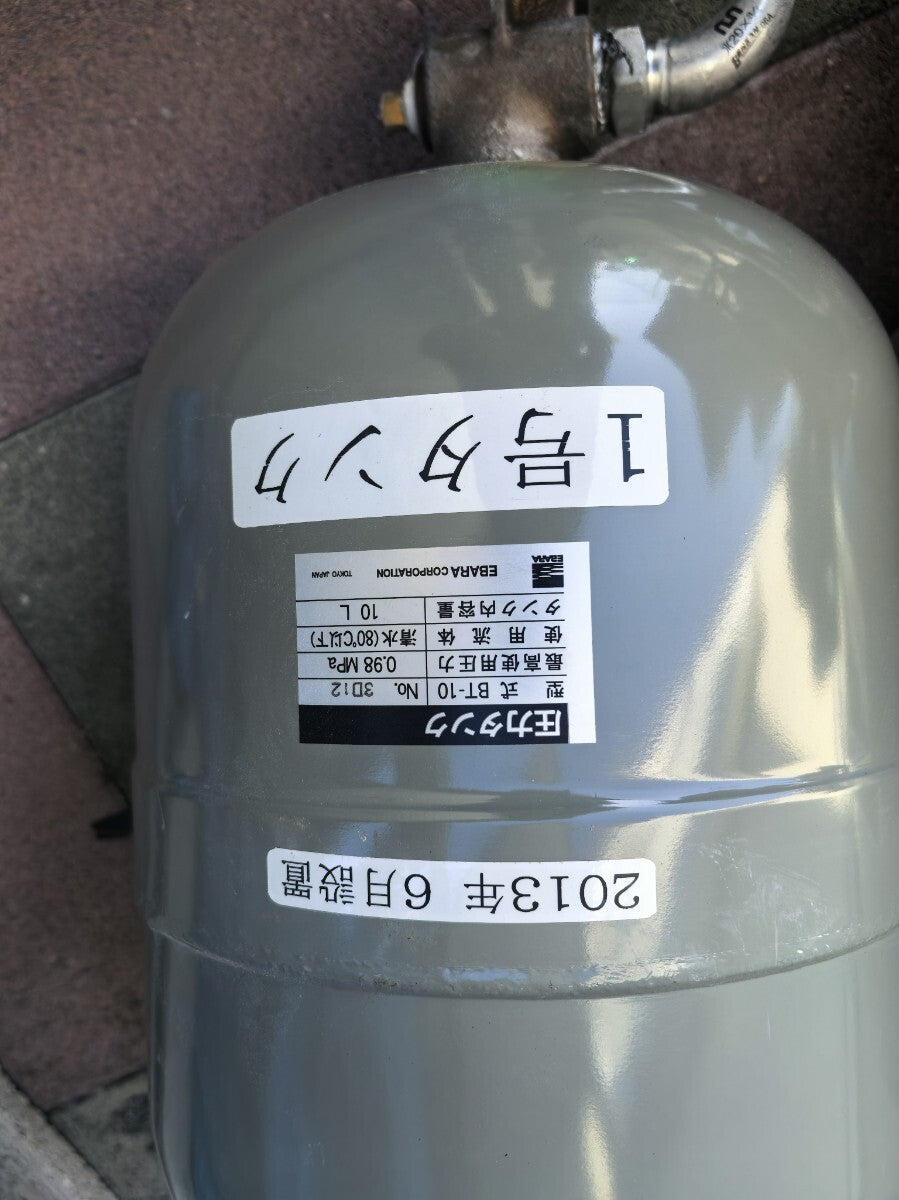 2013年 6月設置
圧力タンク
型式 BT-10 No. 3D12
最高使用圧力 0.98 MPa
使用流体 清水(80℃以下)
タンク内容量 10 L
EBARA
EBARA CORPORATION TOKYO JAPAN
1号タンク